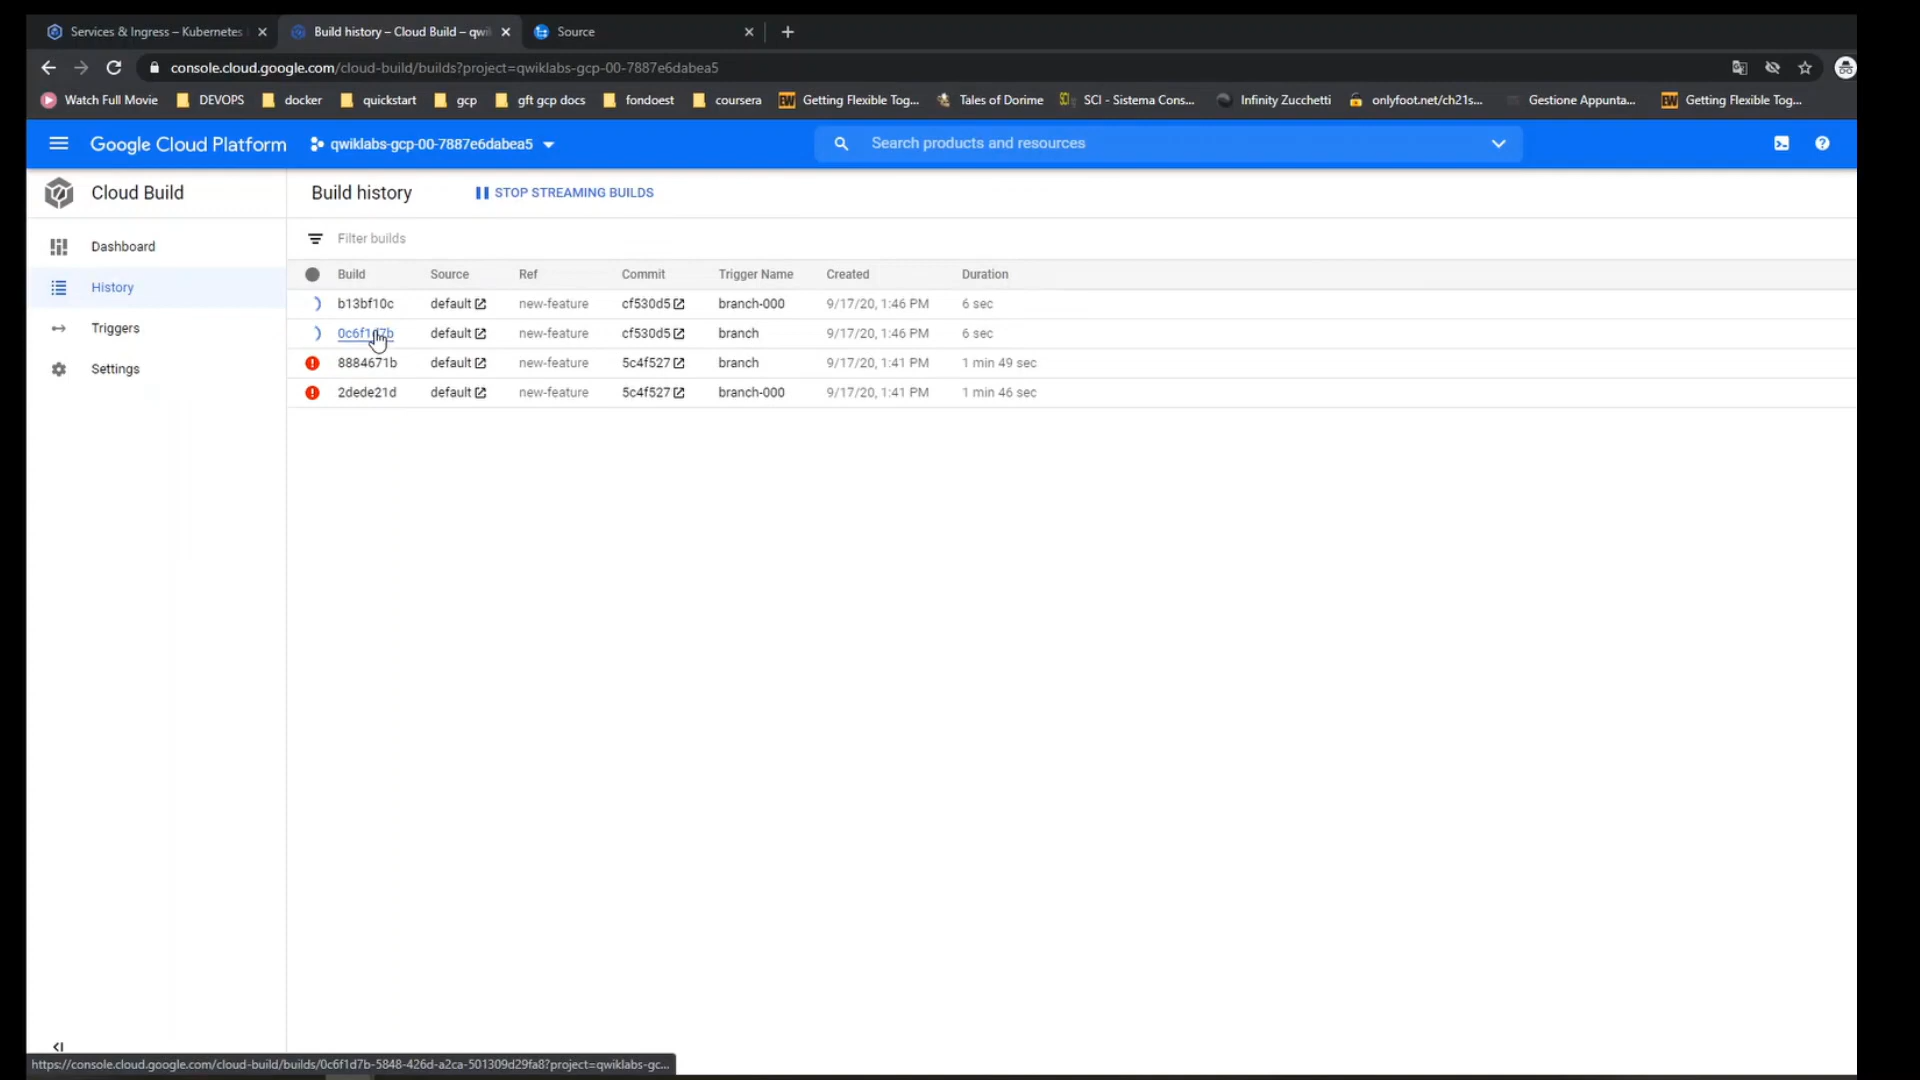 Services & Ingress – Kubernetes
Build history – Cloud Build – qwi
Source
console.cloud.google.com/cloud-build/builds?project=qwiklabs-gcp-00-7887e6dabea5
Watch Full Movie DEVOPS docker quickstart gcp gft gcp docs fondoest coursera Getting Flexible Tog... Tales of Dorime SCI - Sistema Cons... Infinity Zucchetti onlyfoot.net/ch21s... Gestione Appunta... Getting Flexible Tog...
Google Cloud Platform qwiklabs-gcp-00-7887e6dabea5 Search products and resources
Cloud Build
Dashboard
History
Triggers
Settings
Build history STOP STREAMING BUILDS
Filter builds
Build Source Ref Commit Trigger Name Created Duration
b13bf10c default new-feature cf530d5 branch-000 9/17/20, 1:46 PM 6 sec
0c6f1d7b default new-feature cf530d5 branch 9/17/20, 1:46 PM 6 sec
8884671b default new-feature 5c4f527 branch 9/17/20, 1:41 PM 1 min 49 sec
2dede21d default new-feature 5c4f527 branch-000 9/17/20, 1:41 PM 1 min 46 sec
https://console.cloud.google.com/cloud-build/builds/0c6f1d7b-5848-426d-a2ca-501309d29fa8?project=qwiklabs-gc...